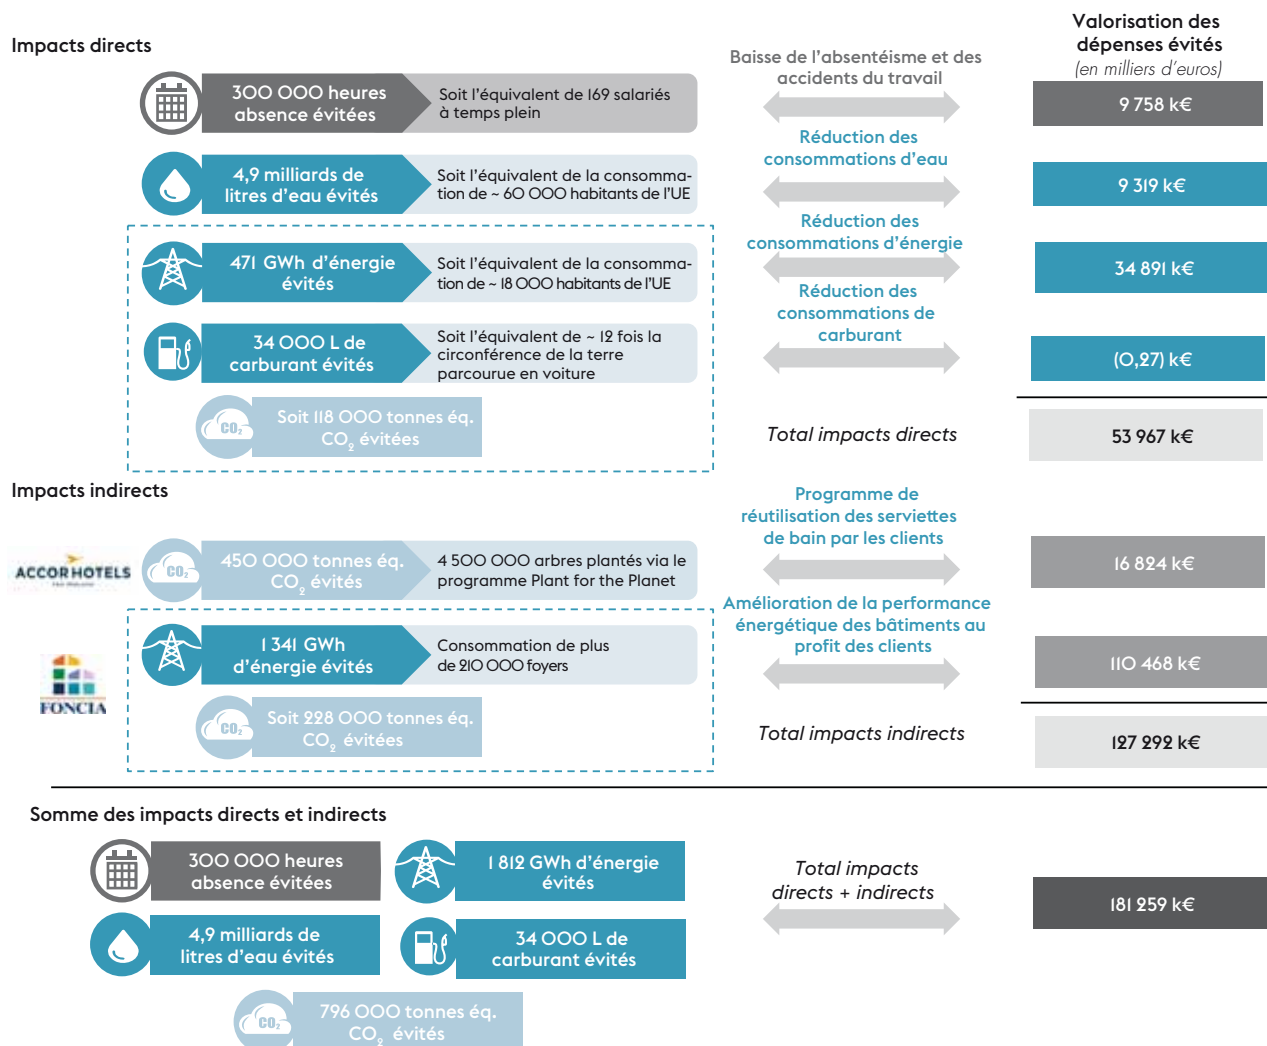 Valorisation des
dépenses évités
(en milliers d'euros)
Impacts directs
300 000 heures
absence évitées
Soit l'équivalent de 169 salariés
à temps plein
Baisse de l'absentéisme et des
accidents du travail
9 758 k€
4,9 milliards de
litres d'eau évités
Soit l'équivalent de la consomma-
tion de ~ 60 000 habitants de l'UE
Réduction des
consommations d'eau
9 319 k€
471 GWh d'énergie
évités
Soit l'équivalent de la consomma-
tion de ~ 18 000 habitants de l'UE
Réduction des
consommations d'énergie
34 891 k€
34 000 L de
carburant évités
Soit l'équivalent de ~ 12 fois la
circonférence de la terre
parcourue en voiture
Réduction des
consommations de
carburant
(0,27) k€
CO₂
Soit 118 000 tonnes éq.
CO₂ évitées
Total impacts directs
53 967 k€
Impacts indirects
ACCORHOTELS
CO₂
450 000 tonnes éq.
CO₂ évités
4 500 000 arbres plantés via le
programme Plant for the Planet
Programme de
réutilisation des serviettes
de bain par les clients
16 824 k€
FONCIA
1 341 GWh
d'énergie évités
Consommation de plus
de 210 000 foyers
Amélioration de la performance
énergétique des bâtiments au
profit des clients
110 468 k€
CO₂
Soit 228 000 tonnes éq.
CO₂ évitées
Total impacts indirects
127 292 k€
Somme des impacts directs et indirects
300 000 heures
absence évitées
1 812 GWh d'énergie
évités
4,9 milliards de
litres d'eau évités
34 000 L de
carburant évités
CO₂
796 000 tonnes éq.
CO₂ évités
Total impacts
directs + indirects
181 259 k€